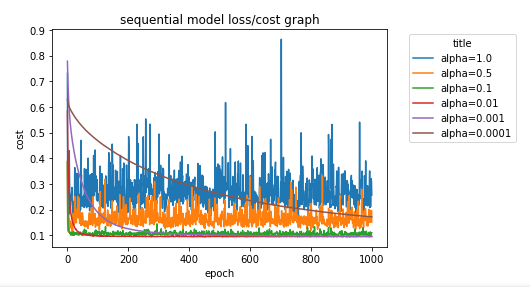 sequential model loss/cost graph
cost
0.9
0.8
0.7
0.6
0.5
0.4
0.3
0.2
0.1
0 200 400 600 800 1000
epoch
title
alpha=1.0
alpha=0.5
alpha=0.1
alpha=0.01
alpha=0.001
alpha=0.0001